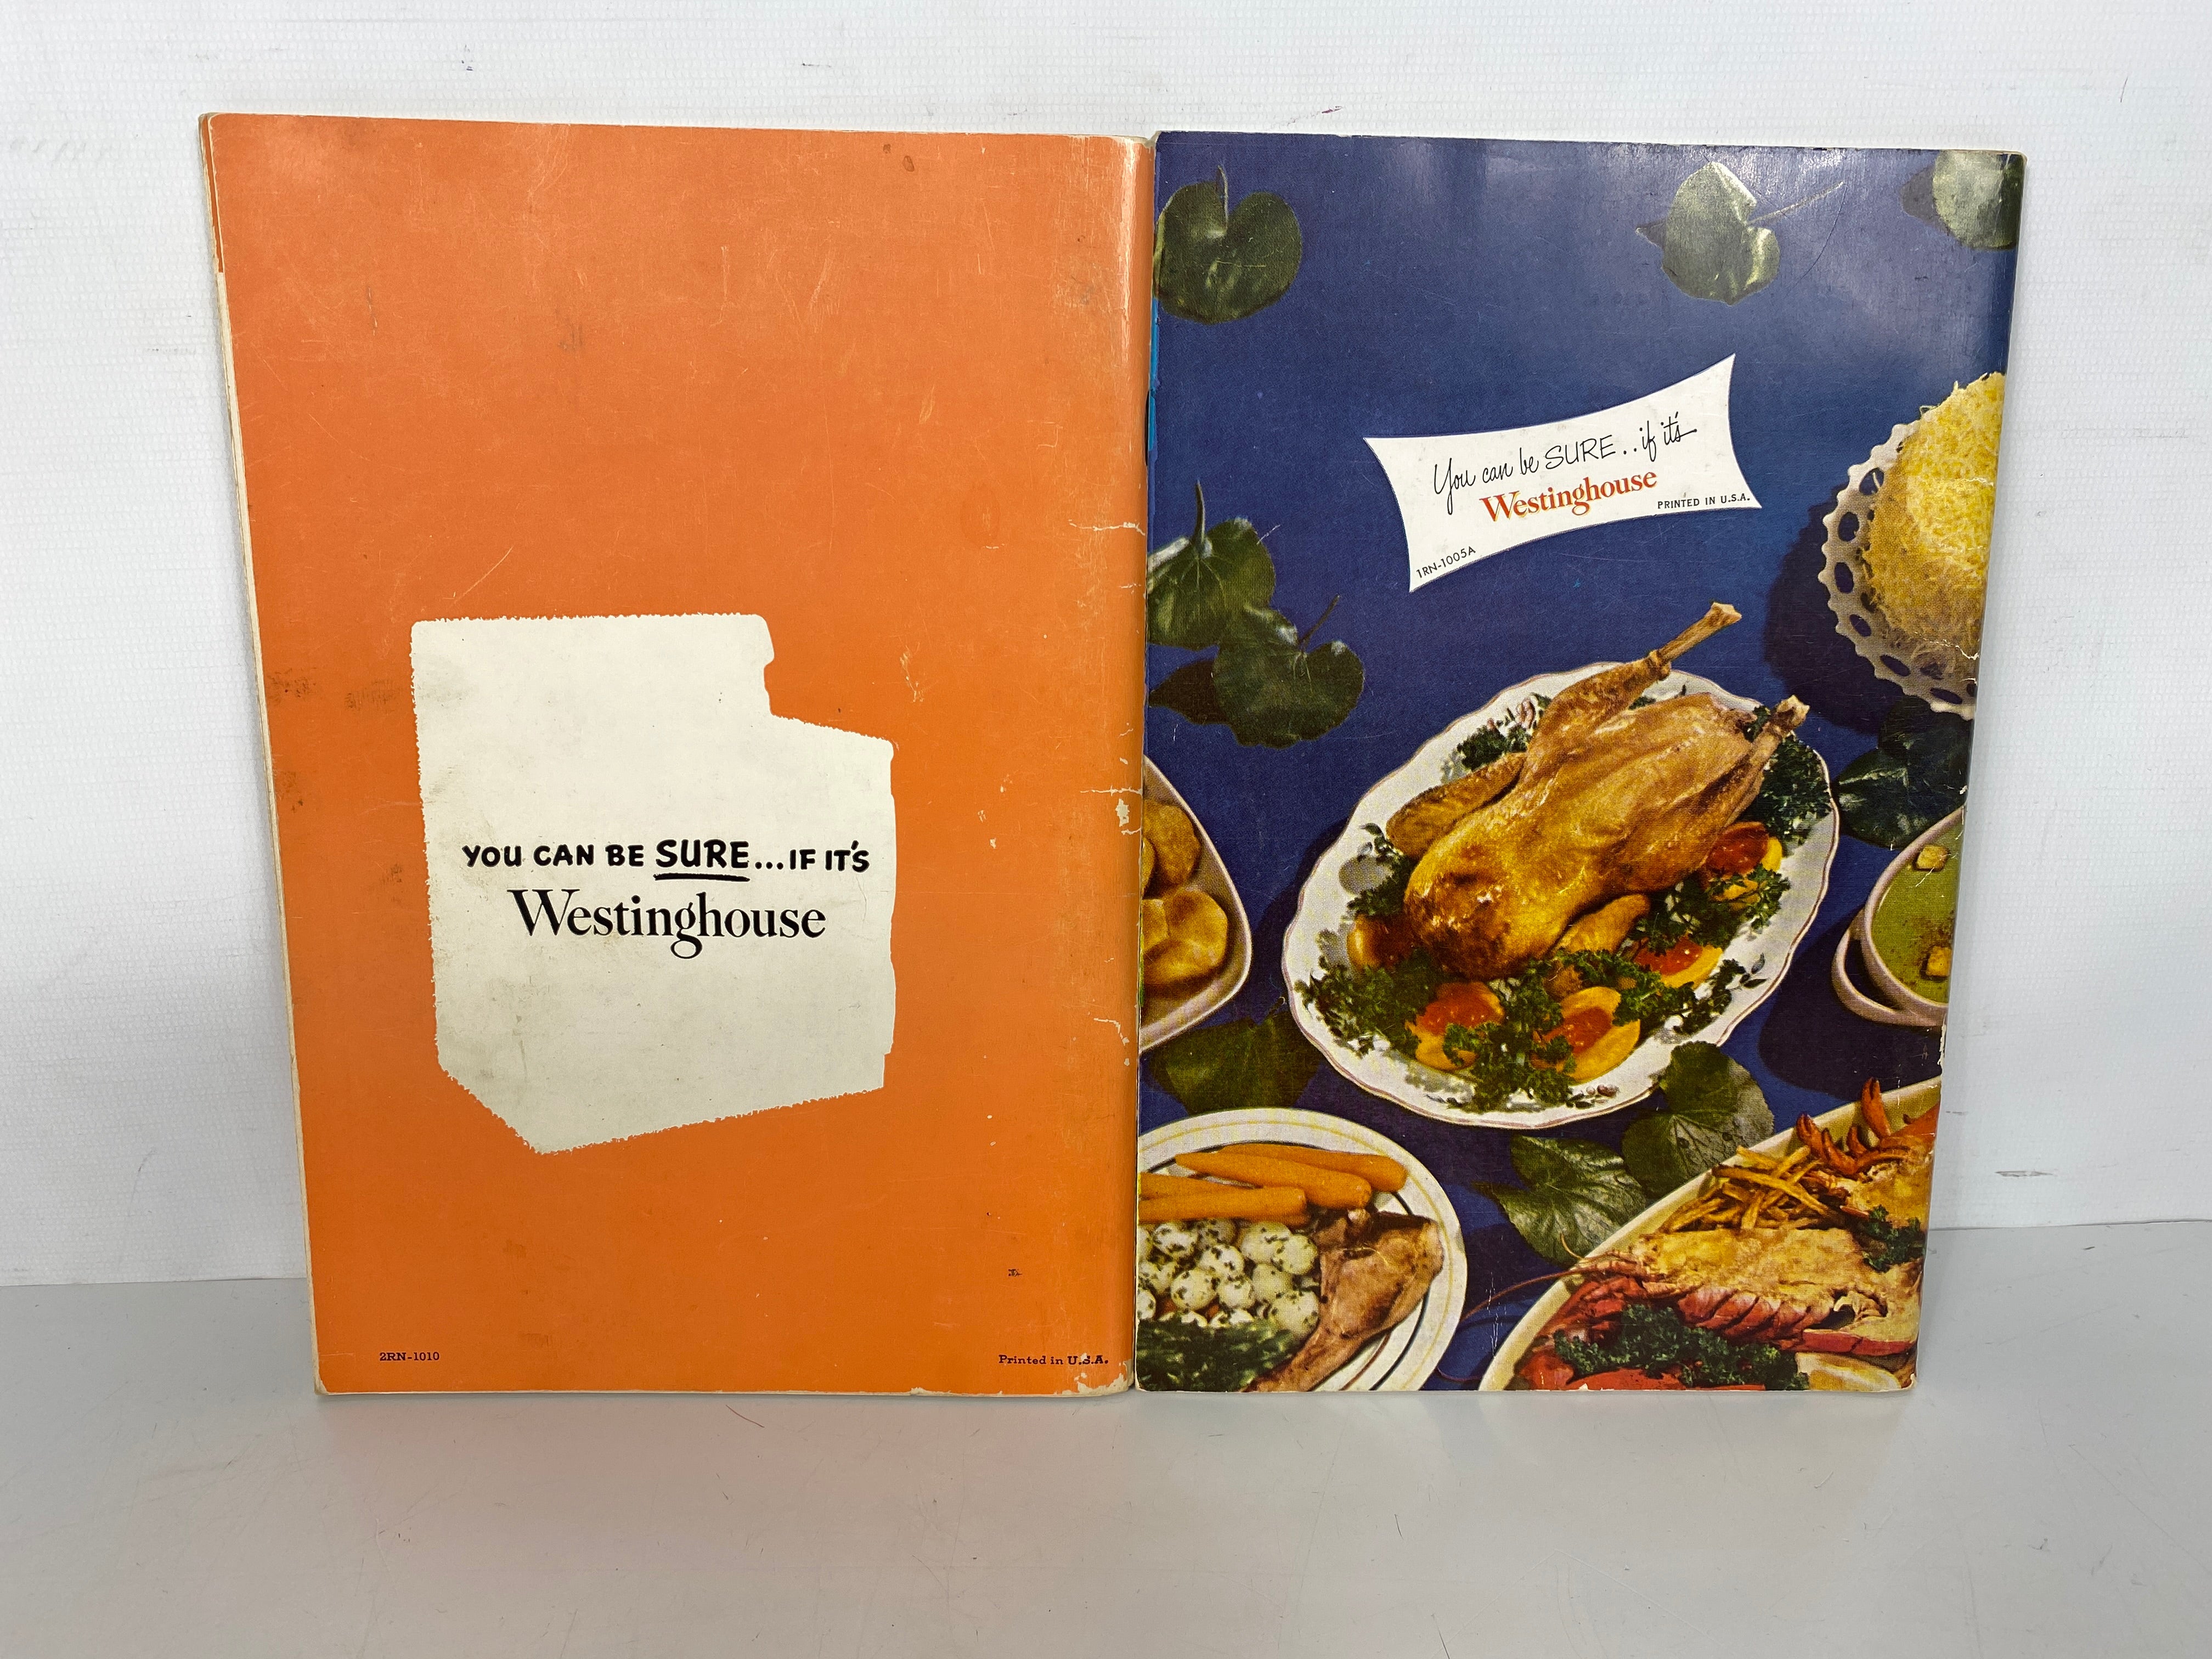 YOU CAN BE SURE...IF IT'S
Westinghouse
2RN-1010
Printed in U.S.A.
You can be SURE..if it's
Westinghouse
PRINTED IN U.S.A.
1RN-1005A